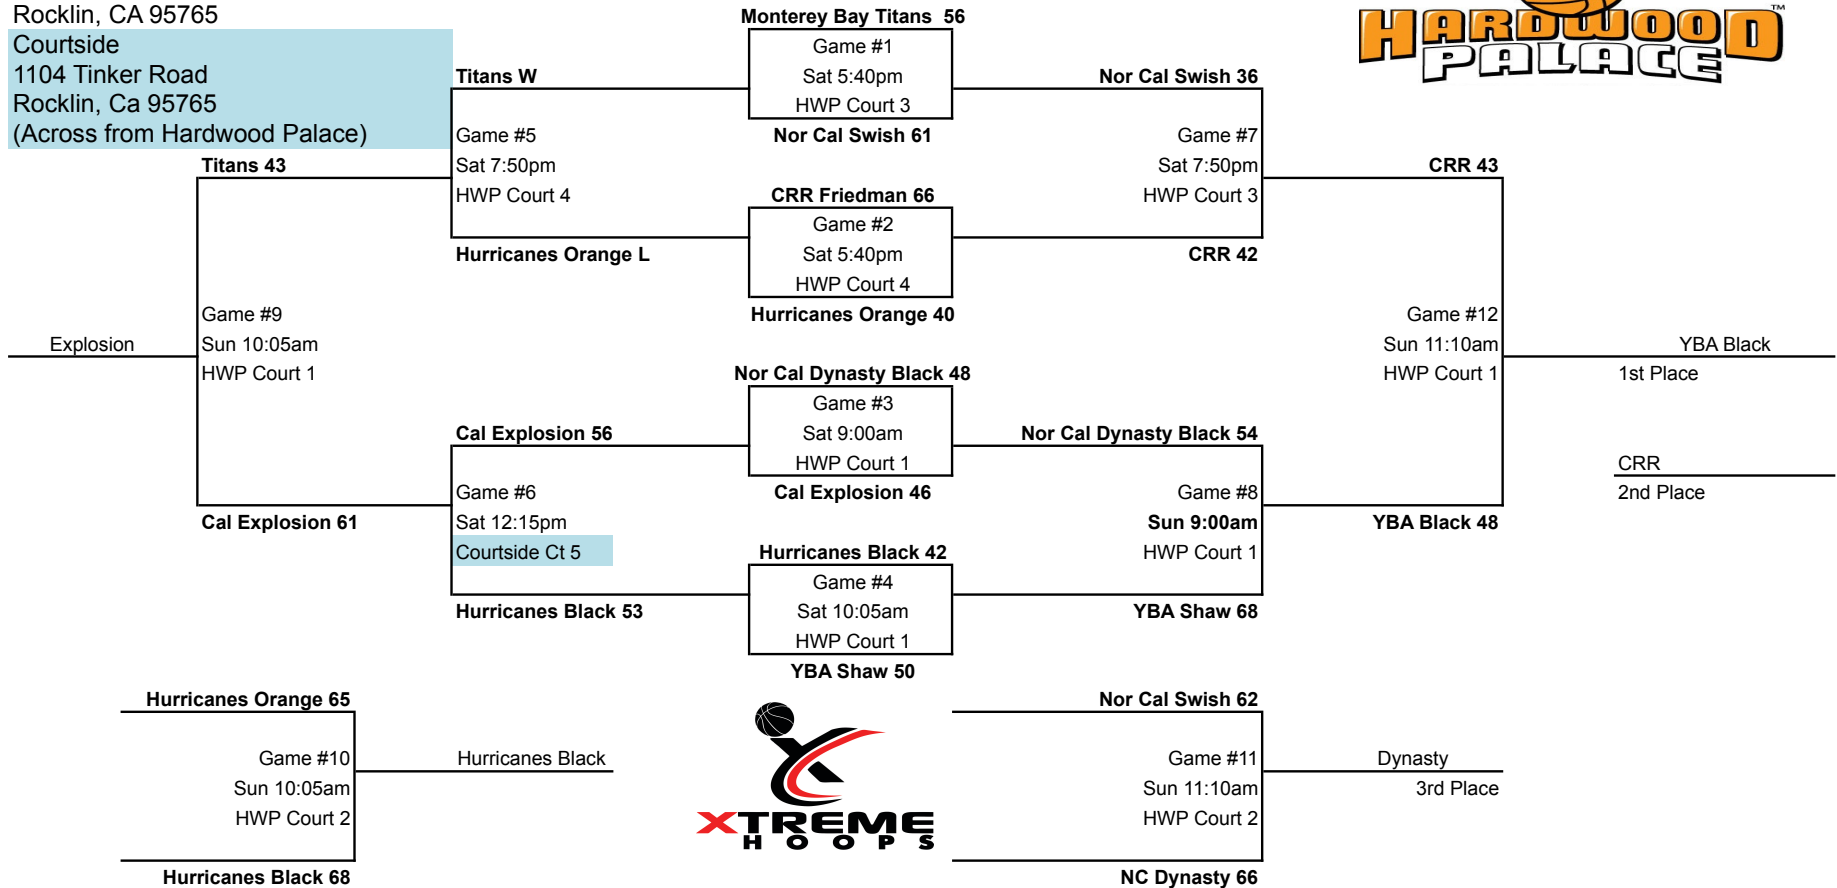 Rocklin, CA 95765
Courtside
1104 Tinker Road
Rocklin, Ca 95765
(Across from Hardwood Palace)
HARDWOOD
PALACE
TM
Monterey Bay Titans 56
Game #1
Sat 5:40pm
HWP Court 3
Nor Cal Swish 61
Titans W
Game #5
Sat 7:50pm
HWP Court 4
Hurricanes Orange L
Nor Cal Swish 36
Game #7
Sat 7:50pm
HWP Court 3
CRR 42
CRR Friedman 66
Game #2
Sat 5:40pm
HWP Court 4
Hurricanes Orange 40
Titans 43
Game #9
Sun 10:05am
HWP Court 1
Cal Explosion 61
Explosion
CRR 43
Game #12
Sun 11:10am
HWP Court 1
YBA Black 48
YBA Black
1st Place
CRR
2nd Place
Nor Cal Dynasty Black 48
Game #3
Sat 9:00am
HWP Court 1
Cal Explosion 46
Cal Explosion 56
Game #6
Sat 12:15pm
Courtside Ct 5
Hurricanes Black 53
Nor Cal Dynasty Black 54
Game #8
Sun 9:00am
HWP Court 1
YBA Shaw 68
Hurricanes Black 42
Game #4
Sat 10:05am
HWP Court 1
YBA Shaw 50
Hurricanes Orange 65
Game #10
Sun 10:05am
HWP Court 2
Hurricanes Black 68
Hurricanes Black
XTREME
HOOPS
Nor Cal Swish 62
Game #11
Sun 11:10am
HWP Court 2
NC Dynasty 66
Dynasty
3rd Place